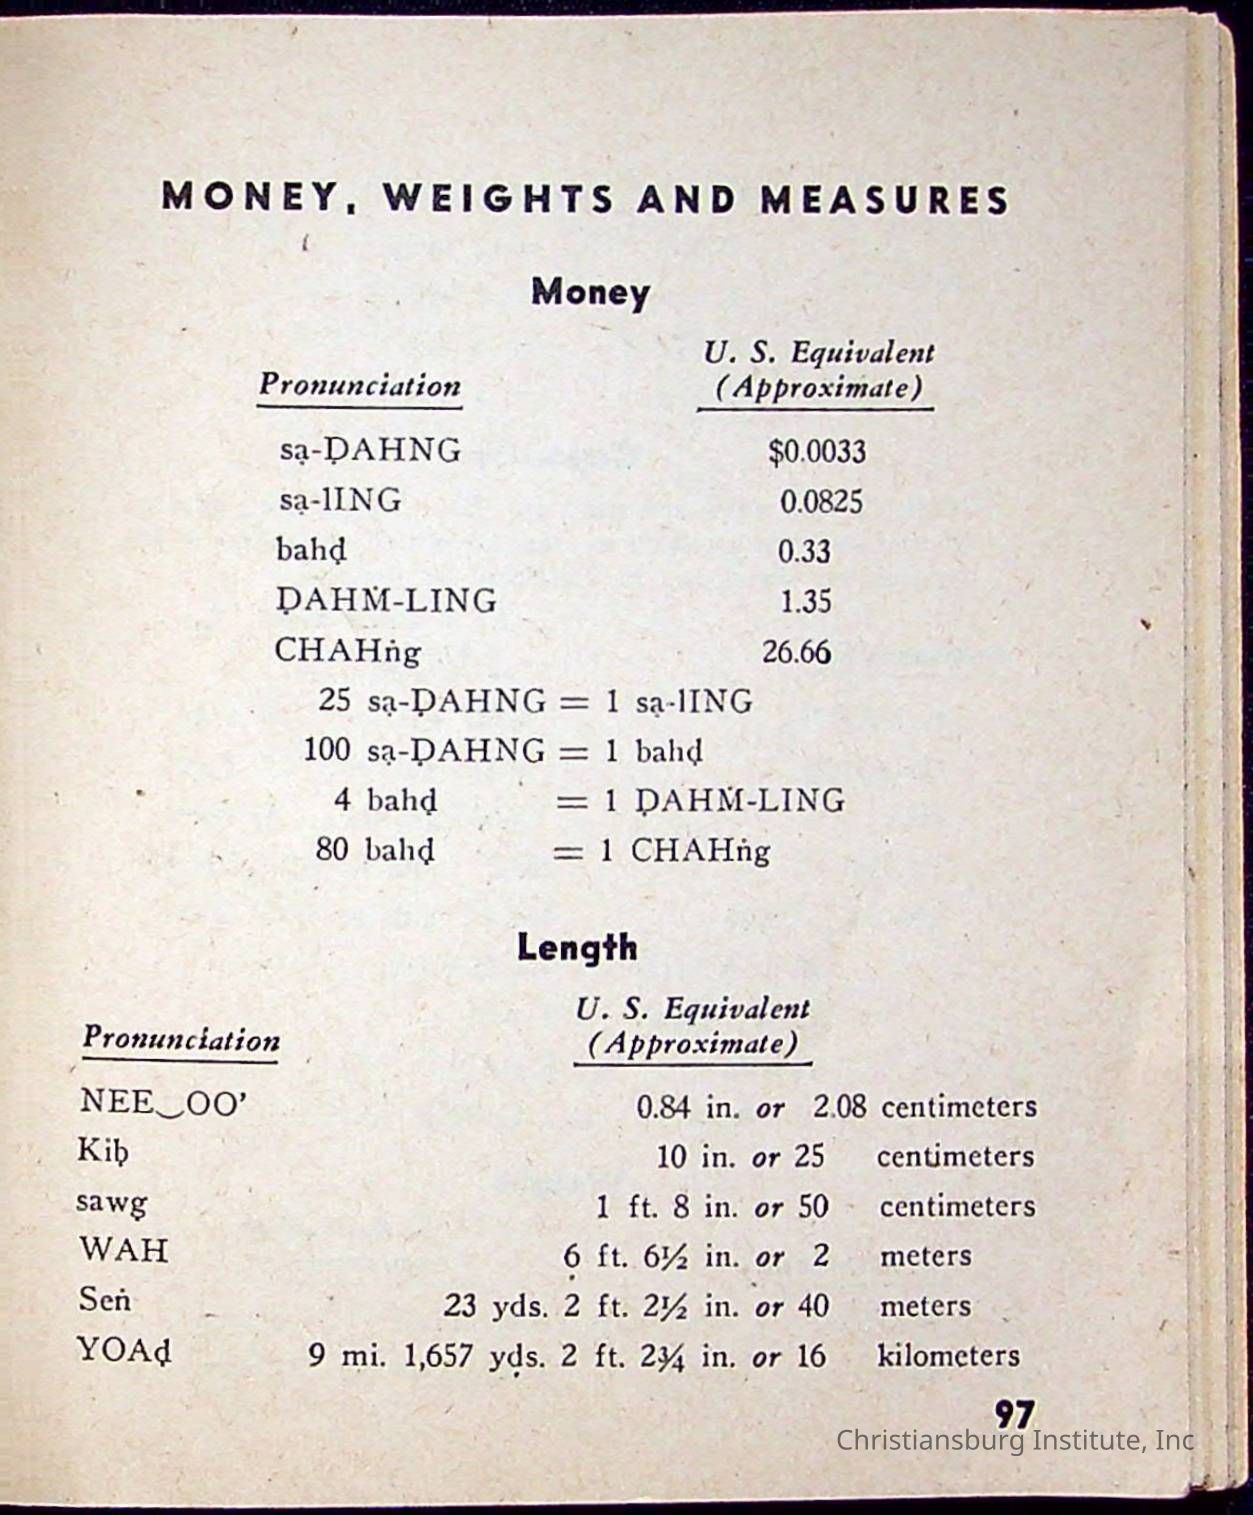 MONEY, WEIGHTS AND MEASURES
Money
Pronunciation U. S. Equivalent
(Approximate)
sạ-ḌAHNG $0.0033
sạ-lING 0.0825
bahḍ 0.33
ḌAHṀ-LING 1.35
CHAHṅg 26.66
25 sạ-ḌAHNG = 1 sạ-lING
100 sạ-ḌAHNG = 1 bahḍ
4 bahḍ = 1 ḌAHṀ-LING
80 bahḍ = 1 CHAHṅg
Length
Pronunciation U. S. Equivalent
(Approximate)
NEE‿OO’ 0.84 in. or 2.08 centimeters
Kiḅ 10 in. or 25 centimeters
sawg 1 ft. 8 in. or 50 centimeters
WAH 6 ft. 6½ in. or 2 meters
Seṅ 23 yds. 2 ft. 2½ in. or 40 meters
YOAḍ 9 mi. 1,657 yds. 2 ft. 2¾ in. or 16 kilometers
97
Christiansburg Institute, Inc